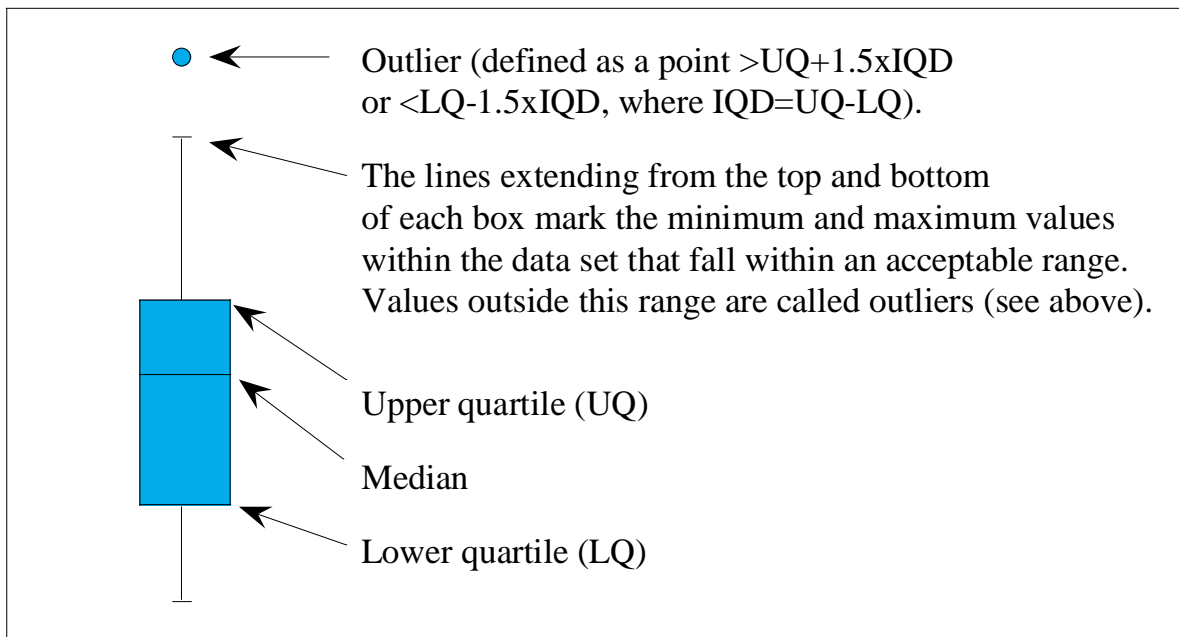 Outlier (defined as a point >UQ+1.5xIQD
or <LQ-1.5xIQD, where IQD=UQ-LQ).
The lines extending from the top and bottom
of each box mark the minimum and maximum values
within the data set that fall within an acceptable range.
Values outside this range are called outliers (see above).
Upper quartile (UQ)
Median
Lower quartile (LQ)